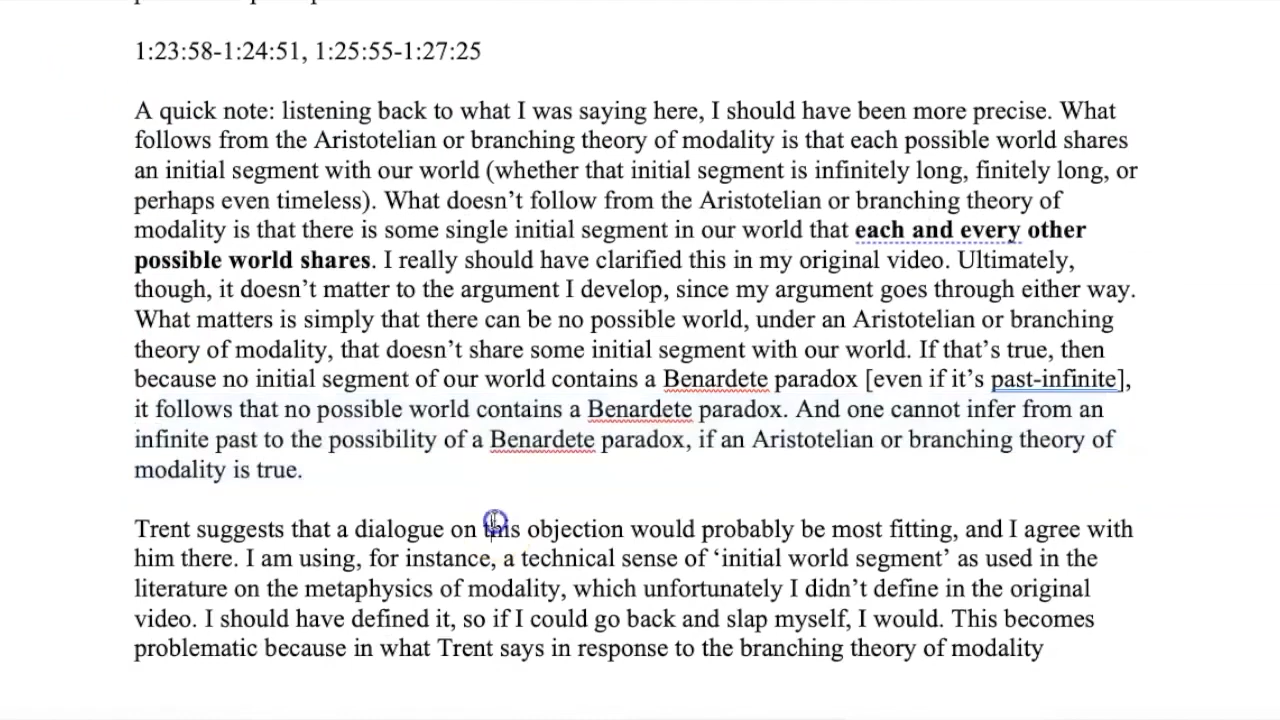 1:23:58-1:24:51, 1:25:55-1:27:25
A quick note: listening back to what I was saying here, I should have been more precise. What
follows from the Aristotelian or branching theory of modality is that each possible world shares
an initial segment with our world (whether that initial segment is infinitely long, finitely long, or
perhaps even timeless). What doesn’t follow from the Aristotelian or branching theory of
modality is that there is some single initial segment in our world that each and every other
possible world shares. I really should have clarified this in my original video. Ultimately,
though, it doesn’t matter to the argument I develop, since my argument goes through either way.
What matters is simply that there can be no possible world, under an Aristotelian or branching
theory of modality, that doesn’t share some initial segment with our world. If that’s true, then
because no initial segment of our world contains a Benardete paradox [even if it’s past-infinite],
it follows that no possible world contains a Benardete paradox. And one cannot infer from an
infinite past to the possibility of a Benardete paradox, if an Aristotelian or branching theory of
modality is true.
Trent suggests that a dialogue on this objection would probably be most fitting, and I agree with
him there. I am using, for instance, a technical sense of ‘initial world segment’ as used in the
literature on the metaphysics of modality, which unfortunately I didn’t define in the original
video. I should have defined it, so if I could go back and slap myself, I would. This becomes
problematic because in what Trent says in response to the branching theory of modality